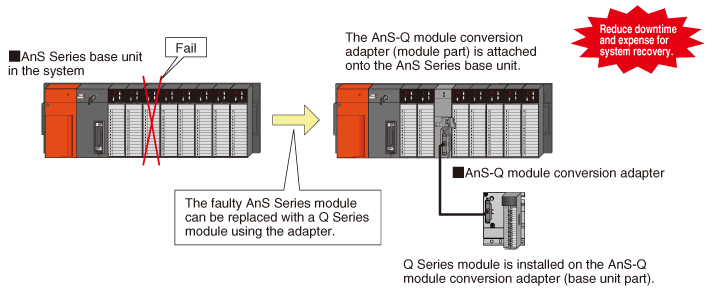 ■AnS Series base unit
in the system
Fail
The AnS-Q module conversion
adapter (module part) is attached
onto the AnS Series base unit.
Reduce downtime
and expense for
system recovery.
The faulty AnS Series module
can be replaced with a Q Series
module using the adapter.
■AnS-Q module conversion adapter
Q Series module is installed on the AnS-Q
module conversion adapter (base unit part).